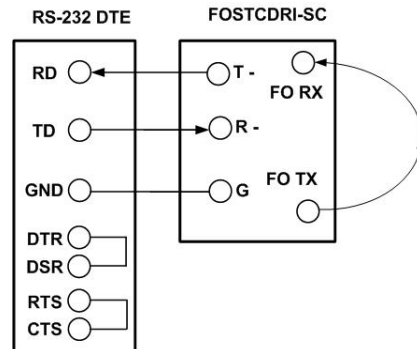 RS-232 DTE FOSTCDRI-SC
RD T -
FO RX
TD R -
GND G FO TX
DTR
DSR
RTS
CTS